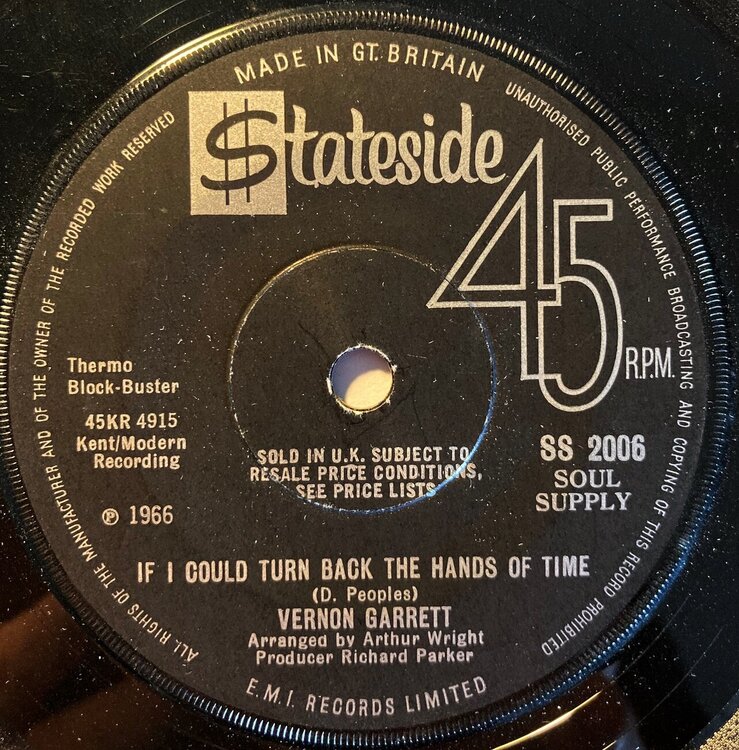 MADE IN GT. BRITAIN
UNAUTHORISED PUBLIC PERFORMANCE BROADCASTING AND COPYING OF THIS RECORD PROHIBITED
ALL RIGHTS OF THE MANUFACTURER AND OF THE OWNER OF THE RECORDED WORK RESERVED
$tateside
45
R.P.M.
Thermo
Block-Buster
45KR 4915
Kent/Modern
Recording
℗ 1966
SOLD IN U.K. SUBJECT TO
RESALE PRICE CONDITIONS,
SEE PRICE LISTS
SS 2006
SOUL
SUPPLY
IF I COULD TURN BACK THE HANDS OF TIME
(D. Peoples)
VERNON GARRETT
Arranged by Arthur Wright
Producer Richard Parker
E.M.I. RECORDS LIMITED